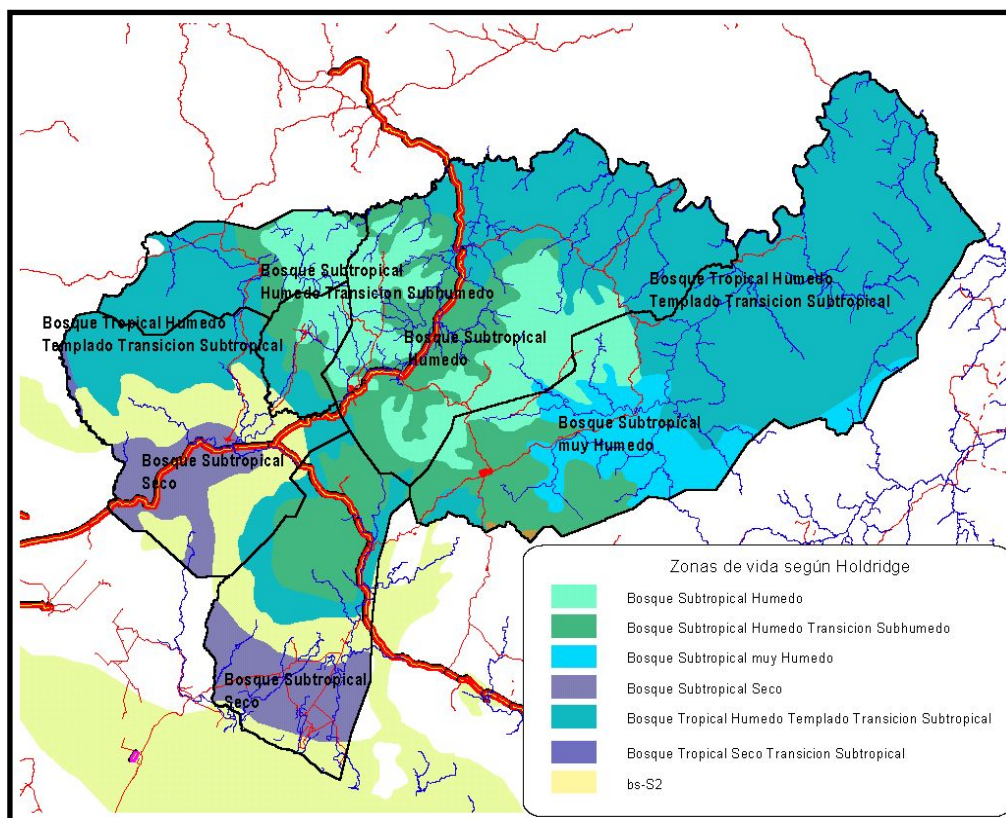 Bosque Subtropical
Humedo Transicion Subhumedo
Bosque Tropical Humedo
Templado Transicion Subtropical
Bosque Tropical Humedo
Templado Transicion Subtropical
Bosque Subtropical
Humedo
Bosque Subtropical
muy Humedo
Bosque Subtropical
Seco
Bosque Subtropical
Seco
Zonas de vida según Holdridge
Bosque Subtropical Humedo
Bosque Subtropical Humedo Transicion Subhumedo
Bosque Subtropical muy Humedo
Bosque Subtropical Seco
Bosque Tropical Humedo Templado Transicion Subtropical
Bosque Tropical Seco Transicion Subtropical
bs-S2